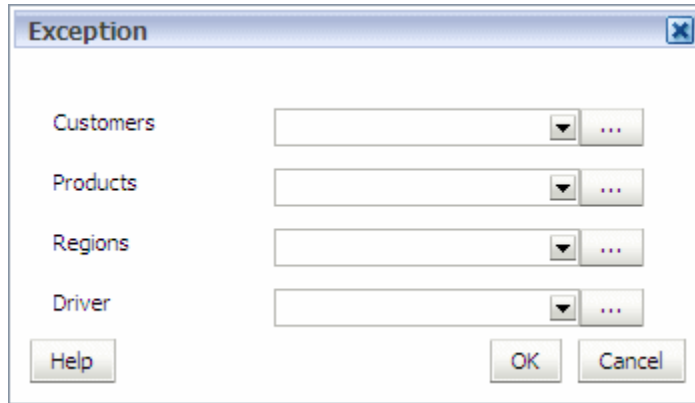 Exception
Customers ...
Products ...
Regions ...
Driver ...
Help OK Cancel